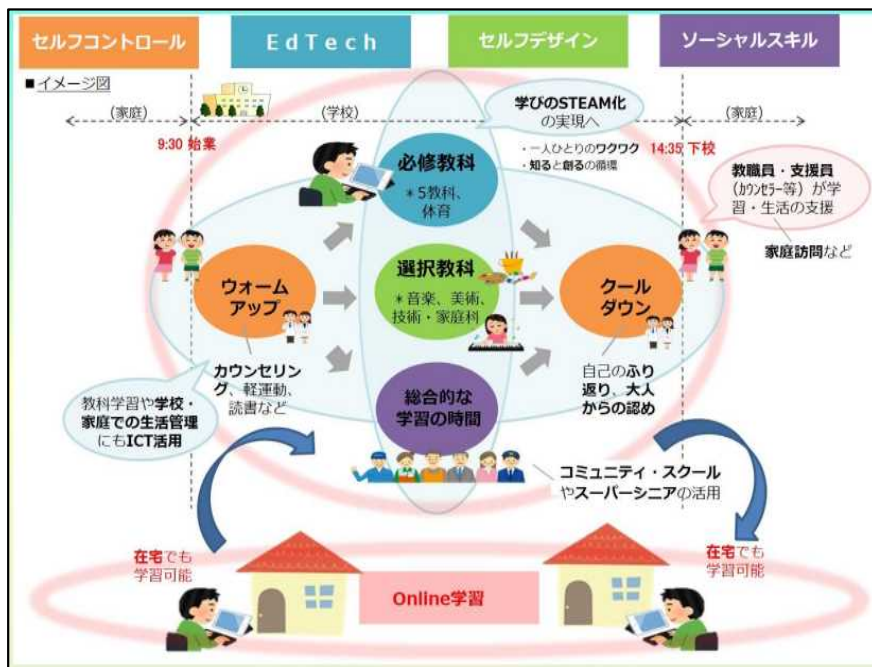 セルフコントロール
EdTech
セルフデザイン
ソーシャルスキル
■イメージ図
(家庭)
(学校)
(家庭)
9:30 始業
14:35 下校
学びのSTEAM化
の実現へ
・一人ひとりのワクワク
・知ると創るの循環
教職員・支援員
(カウンセラー等)が学
習・生活の支援
家庭訪問など
必修教科
＊5教科、
体育
ウォーム
アップ
選択教科
＊音楽、美術、
技術・家庭科
クール
ダウン
カウンセリン
グ、軽運動、
読書など
自己のふり
返り、大人
からの認め
教科学習や学校・
家庭での生活管理
にもICT活用
総合的な
学習の時間
コミュニティ・スクール
やスーパーシニアの活用
在宅でも
学習可能
在宅でも
学習可能
Online学習